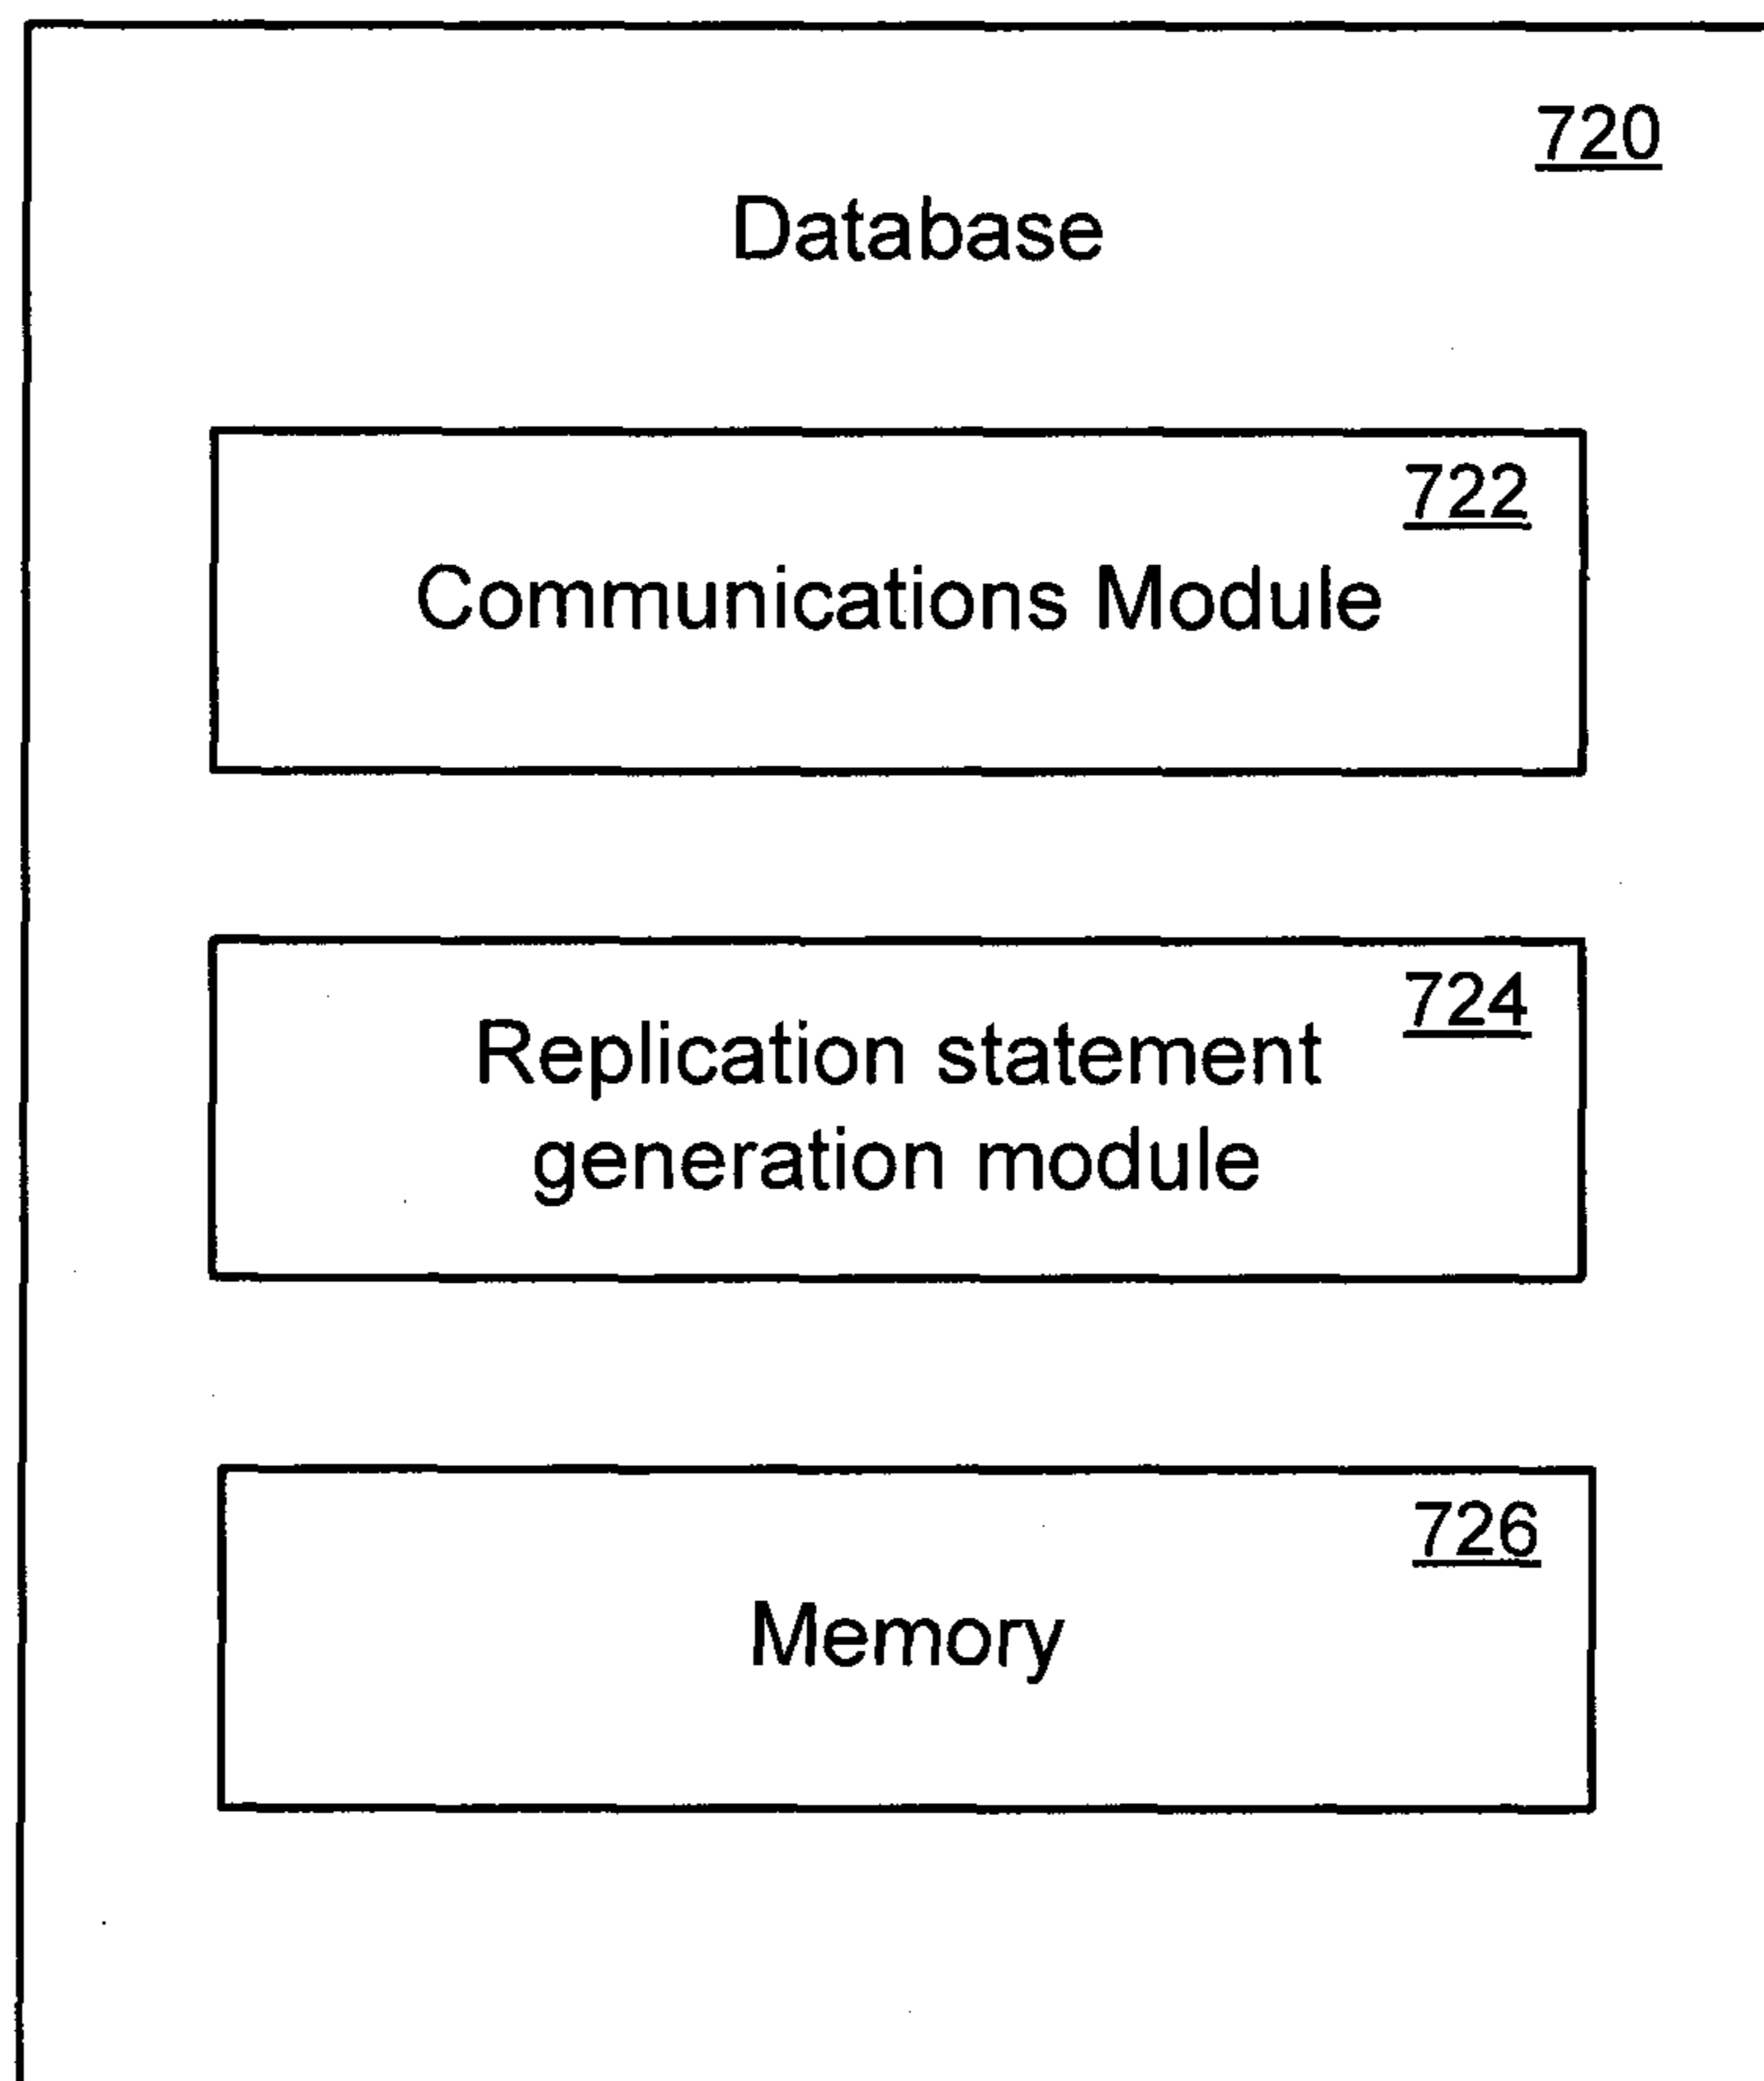 720
Database
722
Communications Module
724
Replication statement
generation module
726
Memory